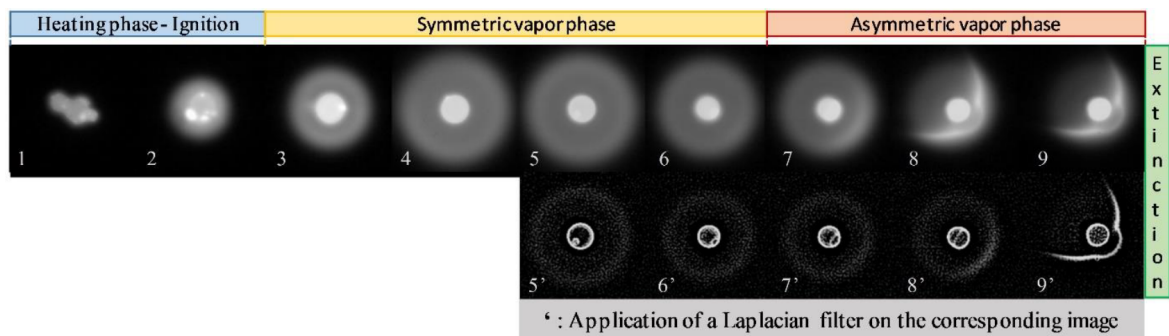 Heating phase - Ignition
Symmetric vapor phase
Asymmetric vapor phase
1
2
3
4
5
6
7
8
9
Extinction
5'
6'
7'
8'
9'
‘ : Application of a Laplacian filter on the corresponding image